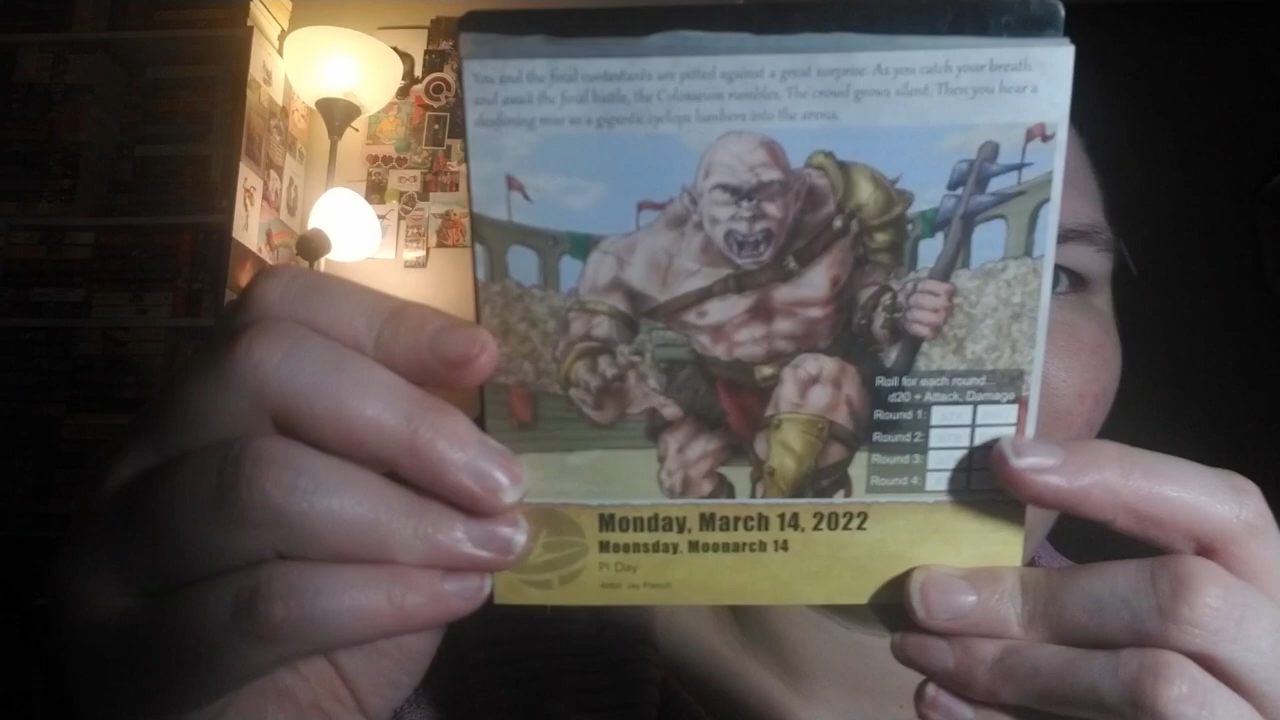 You and the final contestants are pitted against a great surprise. As you catch your breath
and await the final battle, the Colosseum rumbles. The crowd grows silent. Then you hear a
deafening roar as a gigantic cyclops lumbers into the arena.
Roll for each round...
d20 + Attack, Damage
Round 1:
Round 2:
Round 3:
Round 4:
Monday, March 14, 2022
Moonsday, Moonarch 14
Pi Day
Artist: Jay French